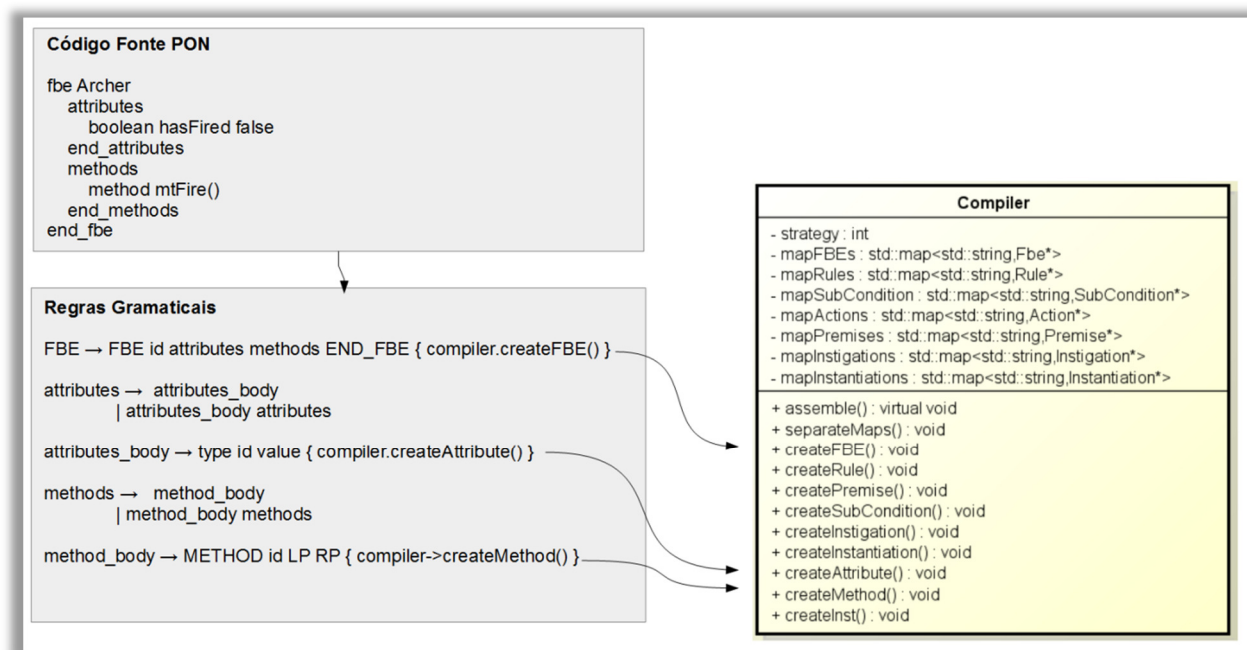 Código Fonte PON
fbe Archer
attributes
boolean hasFired false
end_attributes
methods
method mtFire()
end_methods
end_fbe
Regras Gramaticais
FBE → FBE id attributes methods END_FBE { compiler.createFBE() }
attributes → attributes_body
| attributes_body attributes
attributes_body → type id value { compiler.createAttribute() }
methods → method_body
| method_body methods
method_body → METHOD id LP RP { compiler->createMethod() }
Compiler
- strategy : int
- mapFBEs : std::map<std::string,Fbe*>
- mapRules : std::map<std::string,Rule*>
- mapSubCondition : std::map<std::string,SubCondition*>
- mapActions : std::map<std::string,Action*>
- mapPremises : std::map<std::string,Premise*>
- mapInstigations : std::map<std::string,Instigation*>
- mapInstantiations : std::map<std::string,Instantiation*>
+ assemble() : virtual void
+ separateMaps() : void
+ createFBE() : void
+ createRule() : void
+ createPremise() : void
+ createSubCondition() : void
+ createInstigation() : void
+ createInstantiation() : void
+ createAttribute() : void
+ createMethod() : void
+ createInst() : void